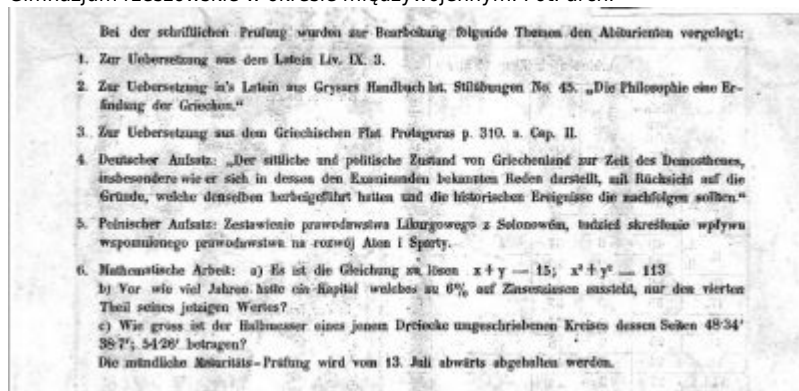 Gimnazjum rzeszowskie w okresie międzywojennym. Fotr arch.
Bei der schriftlichen Prüfung wurden zur Bearbeitung folgende Themen den Abiturienten vorgelegt:
1. Zur Uebersetzung aus dem Latein Liv. IX. 3.
2. Zur Uebersetzung in's Latein aus Grysars Handbuch lat. Stilübungen No. 45. „Die Philosophie eine Er-
findung der Griechen.“
3. Zur Uebersetzung aus dem Griechischen Plat Protagoras p. 310. a. Cap. II.
4. Deutscher Aufsatz: „Der sittliche und politische Zustand von Griechenland zur Zeit des Demosthenes,
insbesondere wie er sich in dessen den Examinanden bekannten Reden darstellt, mit Rücksicht auf die
Gründe, welche denselben herbeigeführt hatten und die historischen Ereignisse die nachfolgen sollten.“
5. Polnischer Aufsatz: Zestawienie prawodawstwa Likurgowego z Solonowém, tudzież skreślenie wpływu
wspomnionego prawodawstwa na rozwój Aten i Sparty.
6. Mathematische Arbeit: a) Es ist die Gleichung zu lösen x + y — 15; x² + y² — 113
b) Vor wie viel Jahren hatte ein Kapital welches zu 6% auf Zinseszinsen aussteht, nur den vierten
Theil seines jetzigen Wertes?
c) Wie gross ist der Halbmesser eines jenem Dreiecke umgeschriebenen Kreises dessen Seiten 48·34'
38·7'; 54·26' betragen?
Die mündliche Maturitäts-Prüfung wird vom 13. Juli abwärts abgehalten werden.